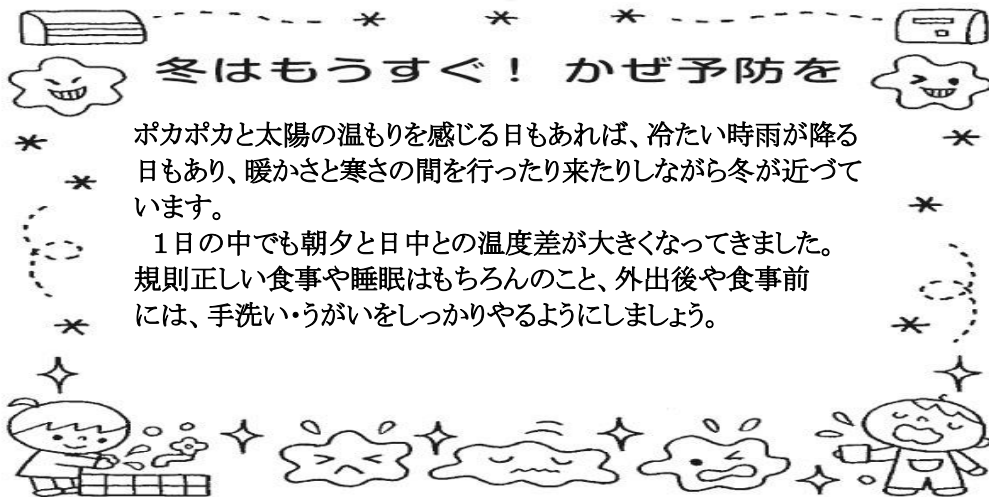 冬はもうすぐ！ かぜ予防を
ポカポカと太陽の温もりを感じる日もあれば、冷たい時雨が降る
日もあり、暖かさと寒さの間を行ったり来たりしながら冬が近づて
います。
　１日の中でも朝夕と日中との温度差が大きくなってきました。
規則正しい食事や睡眠はもちろんのこと、外出後や食事前
には、手洗い・うがいをしっかりやるようにしましょう。